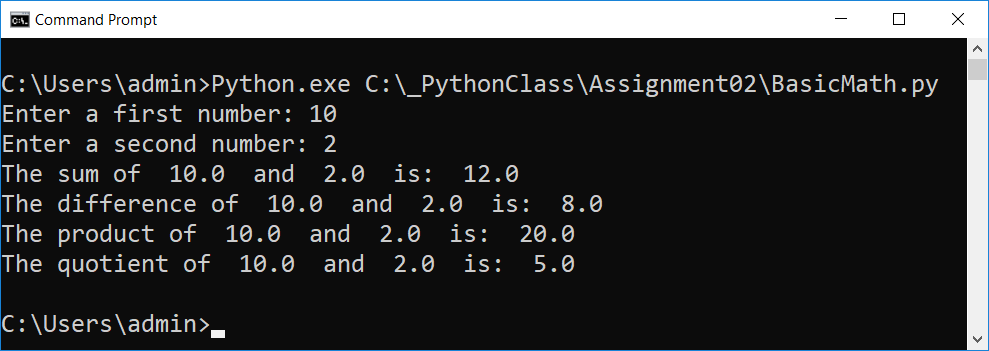 Command Prompt
C:\Users\admin>Python.exe C:\_PythonClass\Assignment02\BasicMath.py
Enter a first number: 10
Enter a second number: 2
The sum of  10.0  and  2.0  is:  12.0
The difference of  10.0  and  2.0  is:  8.0
The product of  10.0  and  2.0  is:  20.0
The quotient of  10.0  and  2.0  is:  5.0
C:\Users\admin>